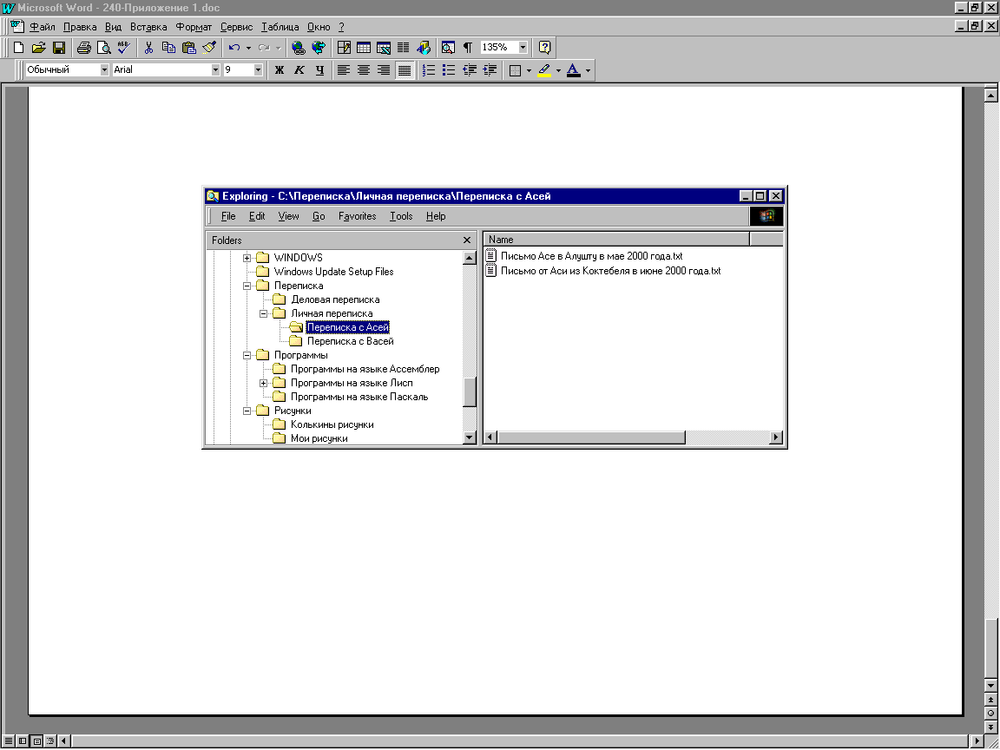 Microsoft Word - 240-Приложение 1.doc
Файл Правка Вид Вставка Формат Сервис Таблица Окно ?
135%
Обычный Arial 9 Ж К Ч
Exploring - C:\Переписка\Личная переписка\Переписка с Асей
File Edit View Go Favorites Tools Help
Folders
WINDOWS
Windows Update Setup Files
Переписка
Деловая переписка
Личная переписка
Переписка с Асей
Переписка с Васей
Программы
Программы на языке Ассемблер
Программы на языке Лисп
Программы на языке Паскаль
Рисунки
Колькины рисунки
Мои рисунки
Name
Письмо Асе в Алушту в мае 2000 года.txt
Письмо от Аси из Коктебеля в июне 2000 года.txt